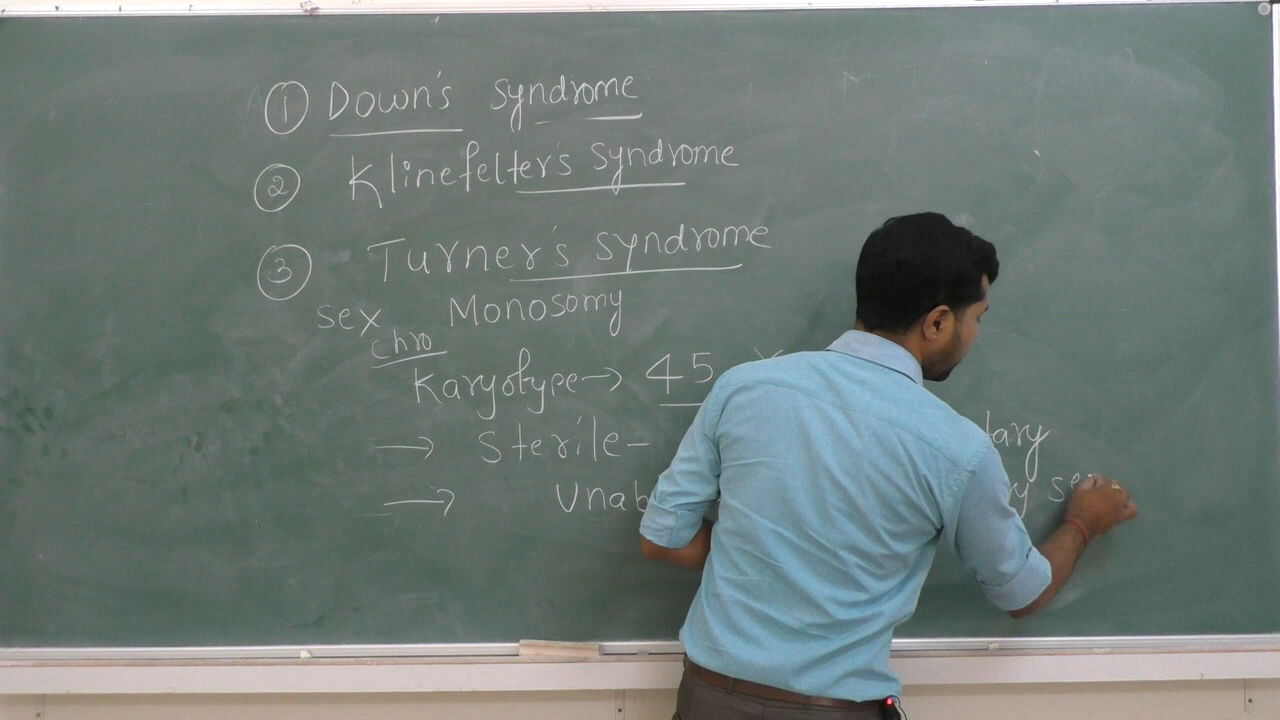 ① Down's syndrome
② Klinefelter's syndrome
③ Turner's syndrome
sex Monosomy
chro
Karyotype → 45 X
→ Sterile-
→ Unab